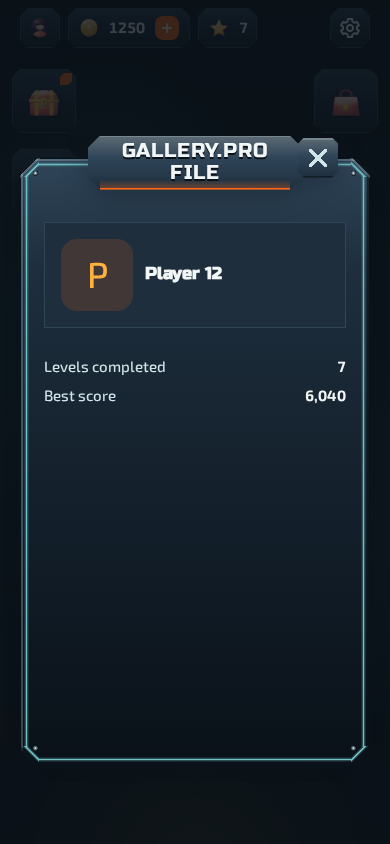 1250
7
GALLERY.PRO
FILE
P
Player 12
Levels completed 7
Best score 6,040